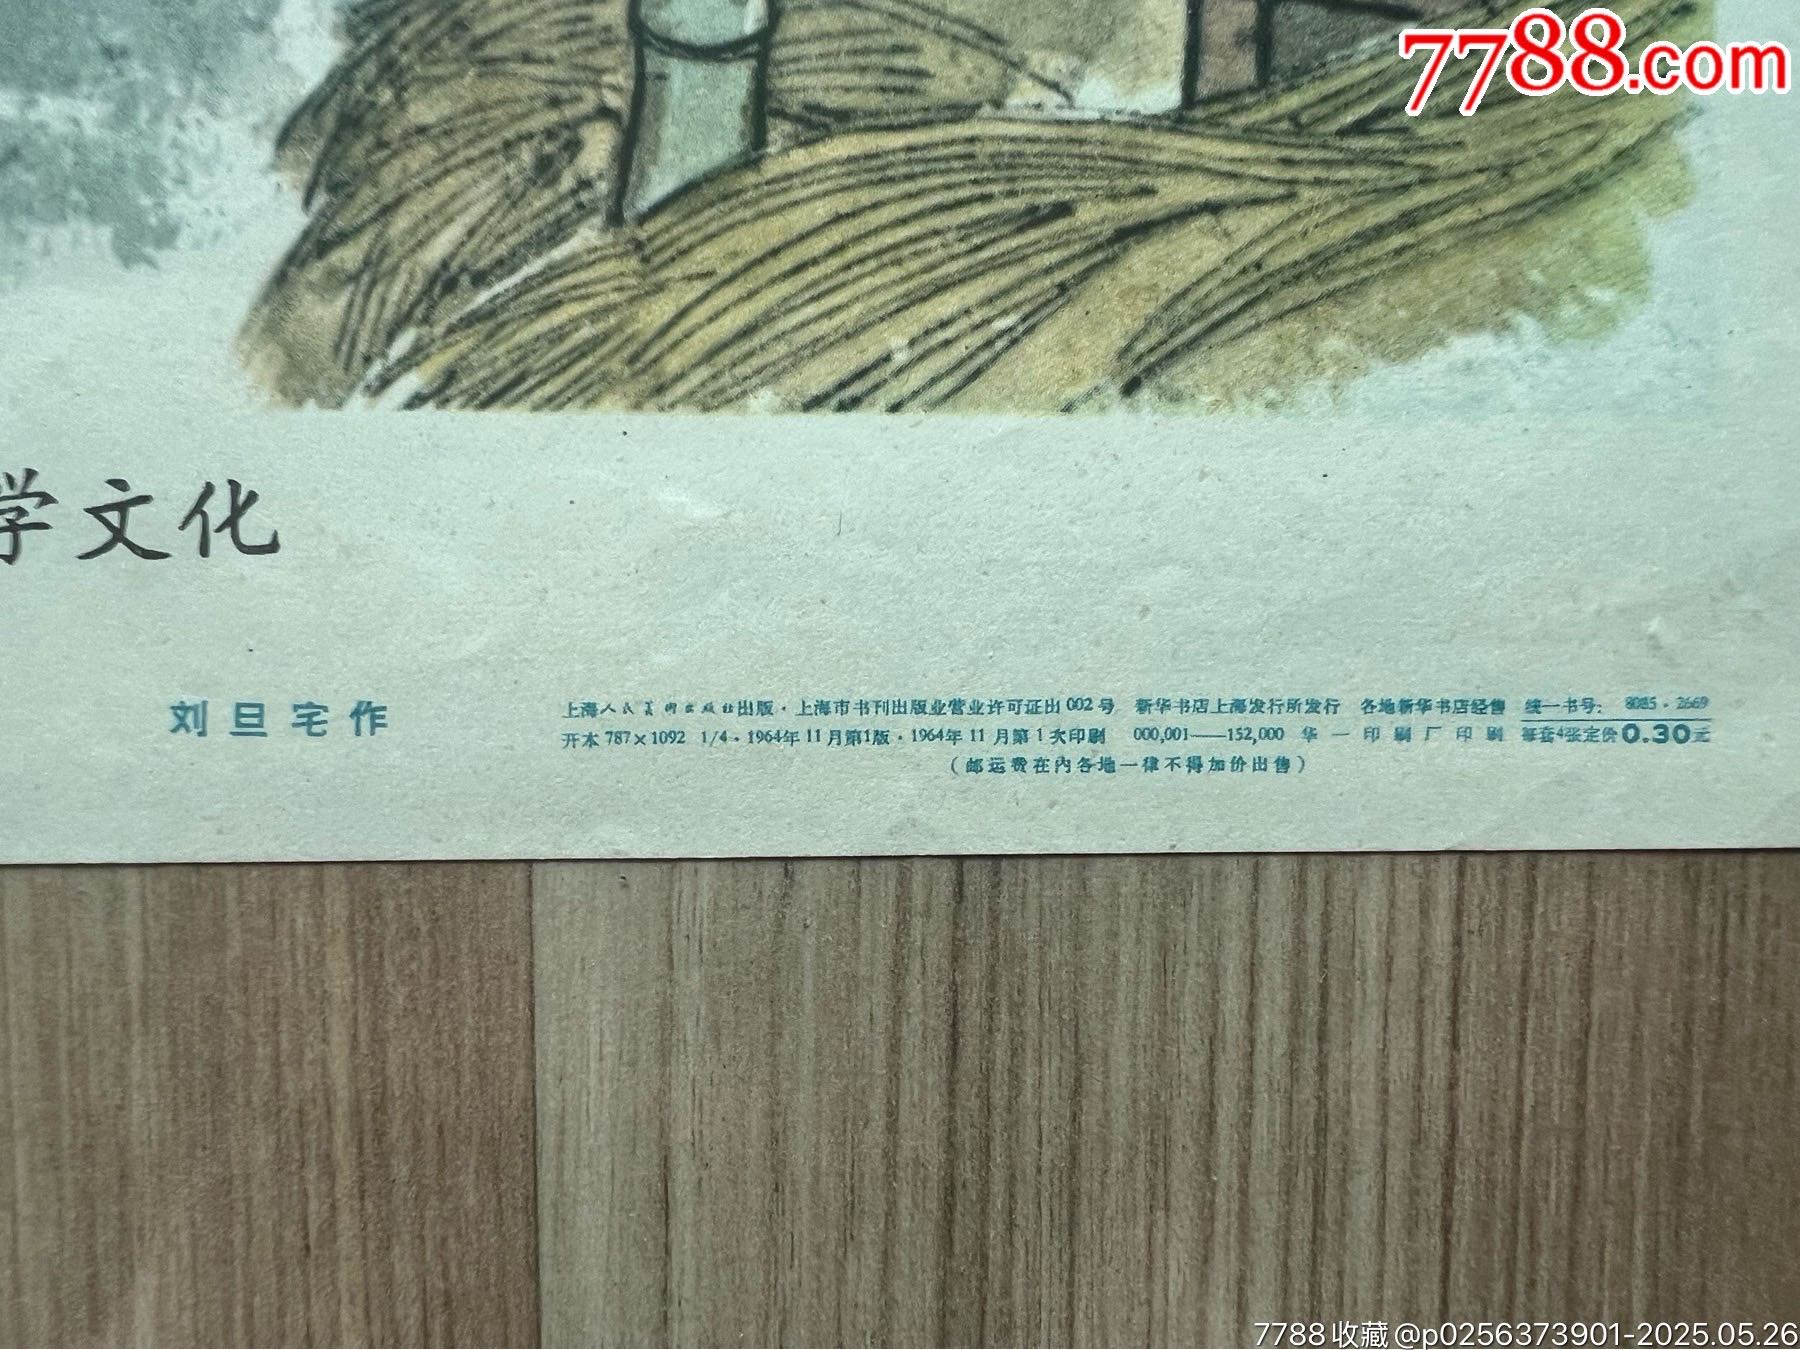 7788.com
学文化
刘旦宅作
上海人民美术出版社出版·上海市书刊出版业营业许可证出002号 新华书店上海发行所发行 各地新华书店经售 统一书号：8085·2669
开本787×1092 1/4·1964年11月第1版·1964年11月第1次印刷 000,001——152,000 华一印刷厂印刷 每套4张定价0.30元
（邮运费在内各地一律不得加价出售）
7788收藏@p0256373901-2025.05.26